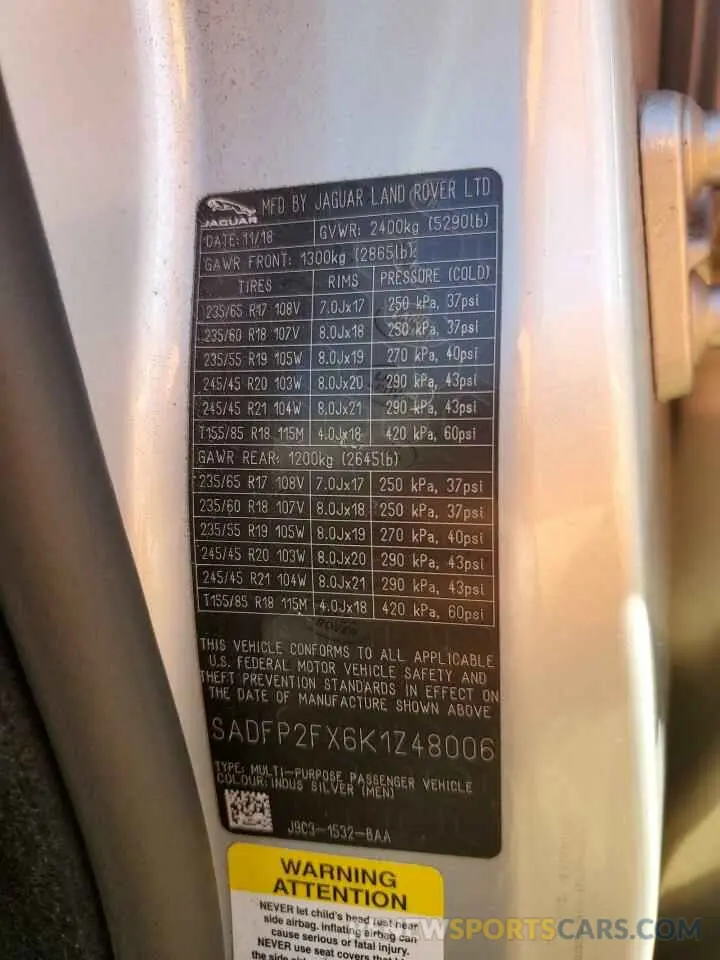 JAGUAR MFD BY JAGUAR LAND ROVER LTD
DATE: 11/18 GVWR: 2400kg (5290lb)
GAWR FRONT: 1300kg (2865lb)
TIRES RIMS PRESSURE (COLD)
235/65 R17 108V 7.0Jx17 250 kPa, 37psi
235/60 R18 107V 8.0Jx18 250 kPa, 37psi
235/55 R19 105W 8.0Jx19 270 kPa, 40psi
245/45 R20 103W 8.0Jx20 290 kPa, 43psi
245/45 R21 104W 8.0Jx21 290 kPa, 43psi
T155/85 R18 115M 4.0Jx18 420 kPa, 60psi
GAWR REAR: 1200kg (2645lb)
235/65 R17 108V 7.0Jx17 250 kPa, 37psi
235/60 R18 107V 8.0Jx18 250 kPa, 37psi
235/55 R19 105W 8.0Jx19 270 kPa, 40psi
245/45 R20 103W 8.0Jx20 290 kPa, 43psi
245/45 R21 104W 8.0Jx21 290 kPa, 43psi
T155/85 R18 115M 4.0Jx18 420 kPa, 60psi
THIS VEHICLE CONFORMS TO ALL APPLICABLE
U.S. FEDERAL MOTOR VEHICLE SAFETY AND
THEFT PREVENTION STANDARDS IN EFFECT ON
THE DATE OF MANUFACTURE SHOWN ABOVE
SADFP2FX6K1Z48006
TYPE: MULTI-PURPOSE PASSENGER VEHICLE
COLOUR: INDUS SILVER (MEN)
J9C3-1532-BAA
WARNING
ATTENTION
NEVER let child's head rest near
side airbag. Inflating airbag can
cause serious or fatal injury.
NEVER use seat covers that
the side
NEWSPORTSCARS.COM